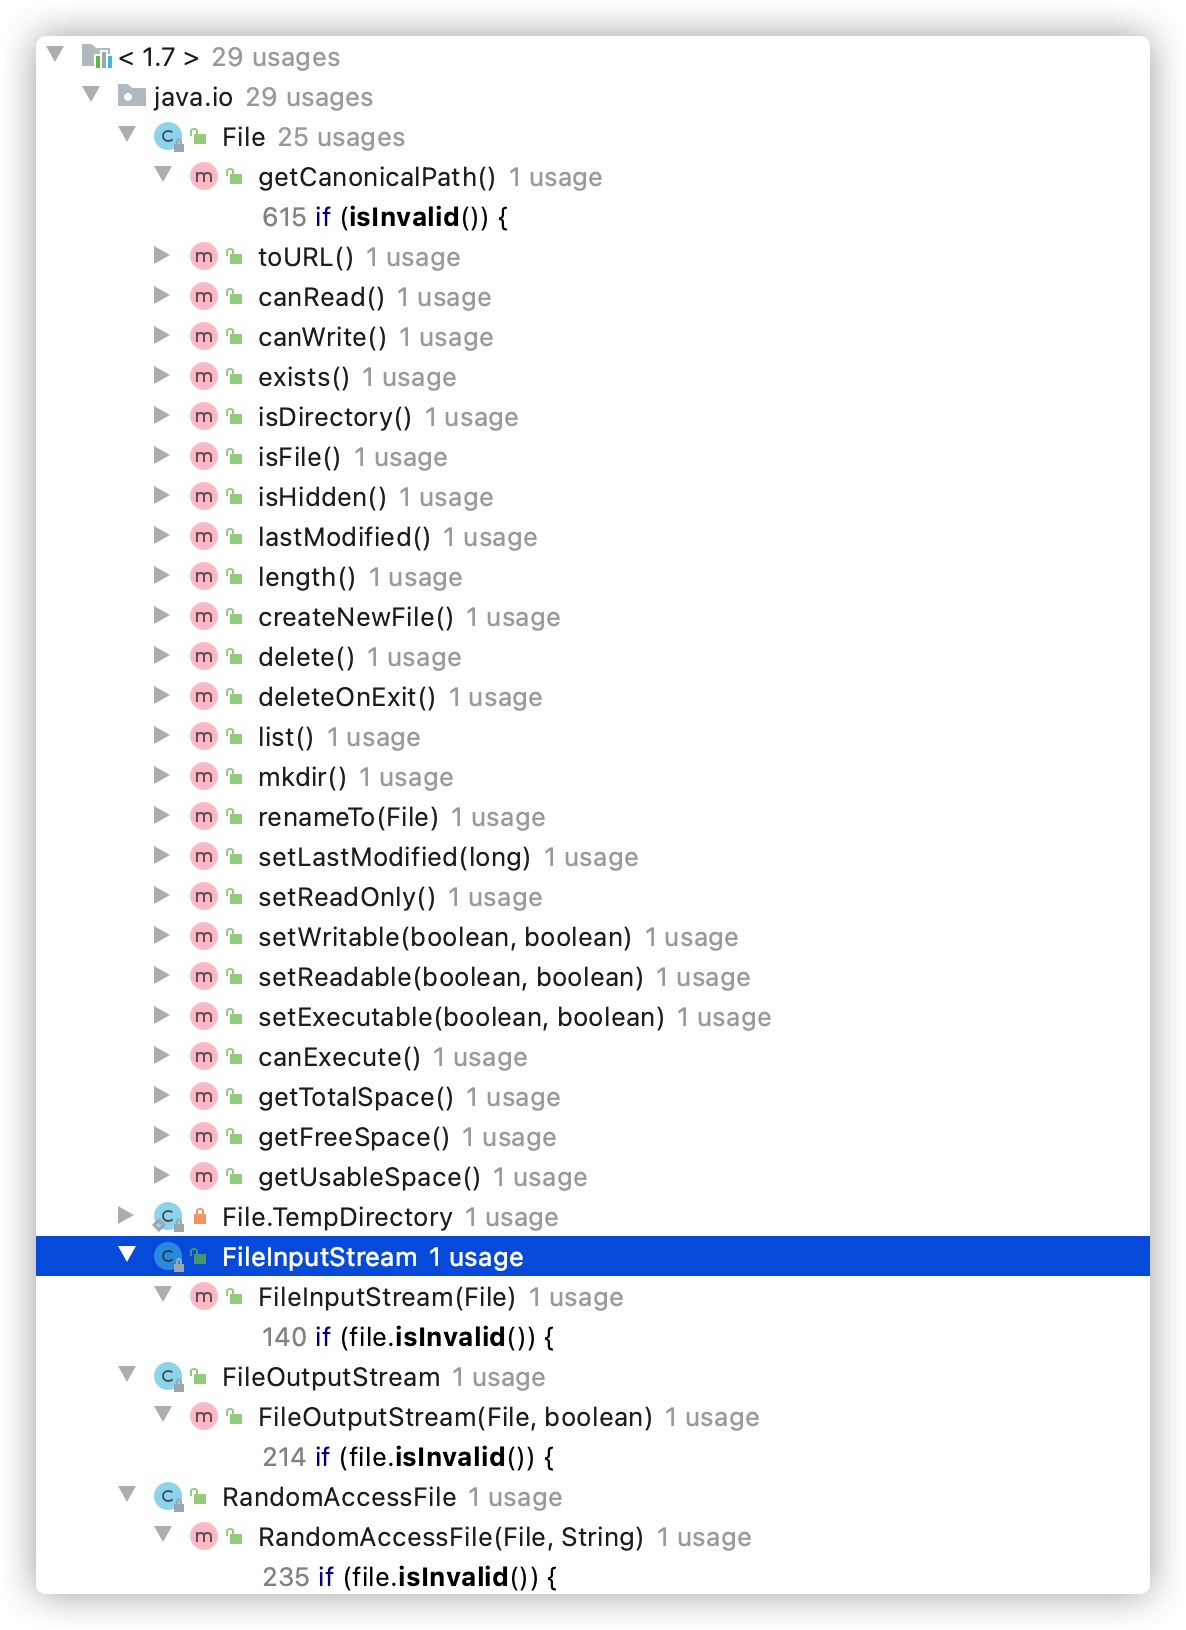 < 1.7 > 29 usages
java.io 29 usages
File 25 usages
getCanonicalPath() 1 usage
615 if (isInvalid()) {
toURL() 1 usage
canRead() 1 usage
canWrite() 1 usage
exists() 1 usage
isDirectory() 1 usage
isFile() 1 usage
isHidden() 1 usage
lastModified() 1 usage
length() 1 usage
createNewFile() 1 usage
delete() 1 usage
deleteOnExit() 1 usage
list() 1 usage
mkdir() 1 usage
renameTo(File) 1 usage
setLastModified(long) 1 usage
setReadOnly() 1 usage
setWritable(boolean, boolean) 1 usage
setReadable(boolean, boolean) 1 usage
setExecutable(boolean, boolean) 1 usage
canExecute() 1 usage
getTotalSpace() 1 usage
getFreeSpace() 1 usage
getUsableSpace() 1 usage
File.TempDirectory 1 usage
FileInputStream 1 usage
FileInputStream(File) 1 usage
140 if (file.isInvalid()) {
FileOutputStream 1 usage
FileOutputStream(File, boolean) 1 usage
214 if (file.isInvalid()) {
RandomAccessFile 1 usage
RandomAccessFile(File, String) 1 usage
235 if (file.isInvalid()) {